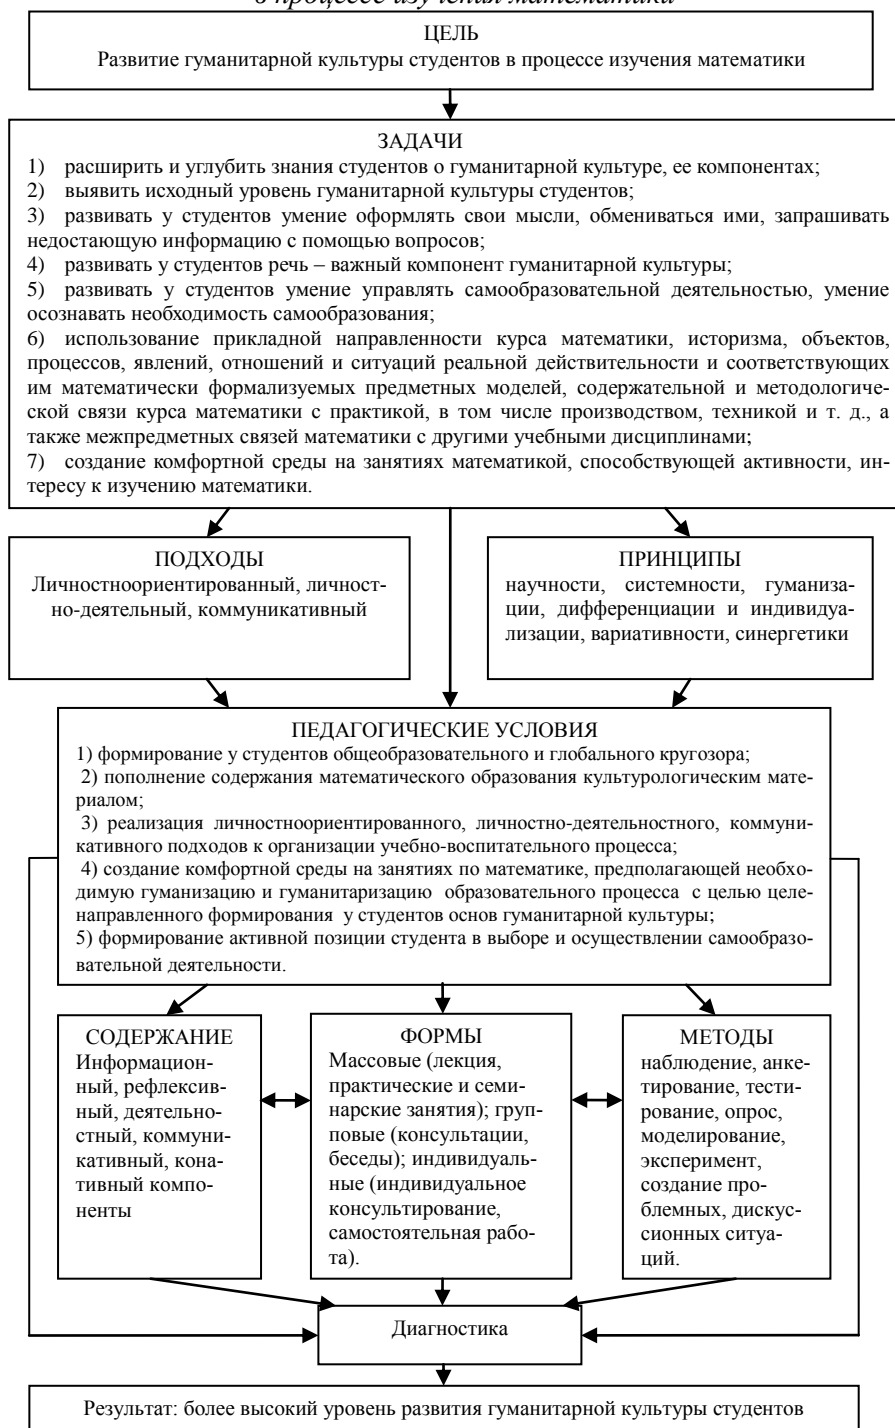 в процессе изучения математики
ЦЕЛЬ
Развитие гуманитарной культуры студентов в процессе изучения математики
ЗАДАЧИ
1) расширить и углубить знания студентов о гуманитарной культуре, ее компонентах;
2) выявить исходный уровень гуманитарной культуры студентов;
3) развивать у студентов умение оформлять свои мысли, обмениваться ими, запрашивать
недостающую информацию с помощью вопросов;
4) развивать у студентов речь – важный компонент гуманитарной культуры;
5) развивать у студентов умение управлять самообразовательной деятельностью, умение
осознавать необходимость самообразования;
6) использование прикладной направленности курса математики, историзма, объектов,
процессов, явлений, отношений и ситуаций реальной действительности и соответствующих
им математически формализуемых предметных моделей, содержательной и методологиче-
ской связи курса математики с практикой, в том числе производством, техникой и т. д., а
также межпредметных связей математики с другими учебными дисциплинами;
7) создание комфортной среды на занятиях математикой, способствующей активности, ин-
тересу к изучению математики.
ПОДХОДЫ
Личностноориентированный, личност-
но-деятельный, коммуникативный
ПРИНЦИПЫ
научности, системности, гуманиза-
ции, дифференциации и индивидуа-
лизации, вариативности, синергетики
ПЕДАГОГИЧЕСКИЕ УСЛОВИЯ
1) формирование у студентов общеобразовательного и глобального кругозора;
2) пополнение содержания математического образования культурологическим мате-
риалом;
3) реализация личностноориентированного, личностно-деятельностного, коммуни-
кативного подходов к организации учебно-воспитательного процесса;
4) создание комфортной среды на занятиях по математике, предполагающей необхо-
димую гуманизацию и гуманитаризацию образовательного процесса с целью целе-
направленного формирования у студентов основ гуманитарной культуры;
5) формирование активной позиции студента в выборе и осуществлении самообразо-
вательной деятельности.
СОДЕРЖАНИЕ
Информацион-
ный, рефлексив-
ный, деятельно-
стный, коммуни-
кативный, кона-
тивный компо-
ненты
ФОРМЫ
Массовые (лекция,
практические и семи-
нарские занятия); груп-
повые (консультации,
беседы); индивидуаль-
ные (индивидуальное
консультирование,
самостоятельная рабо-
та).
МЕТОДЫ
наблюдение, анке-
тирование, тести-
рование, опрос,
моделирование,
эксперимент,
создание про-
блемных, дискус-
сионных ситуа-
ций.
Диагностика
Результат: более высокий уровень развития гуманитарной культуры студентов